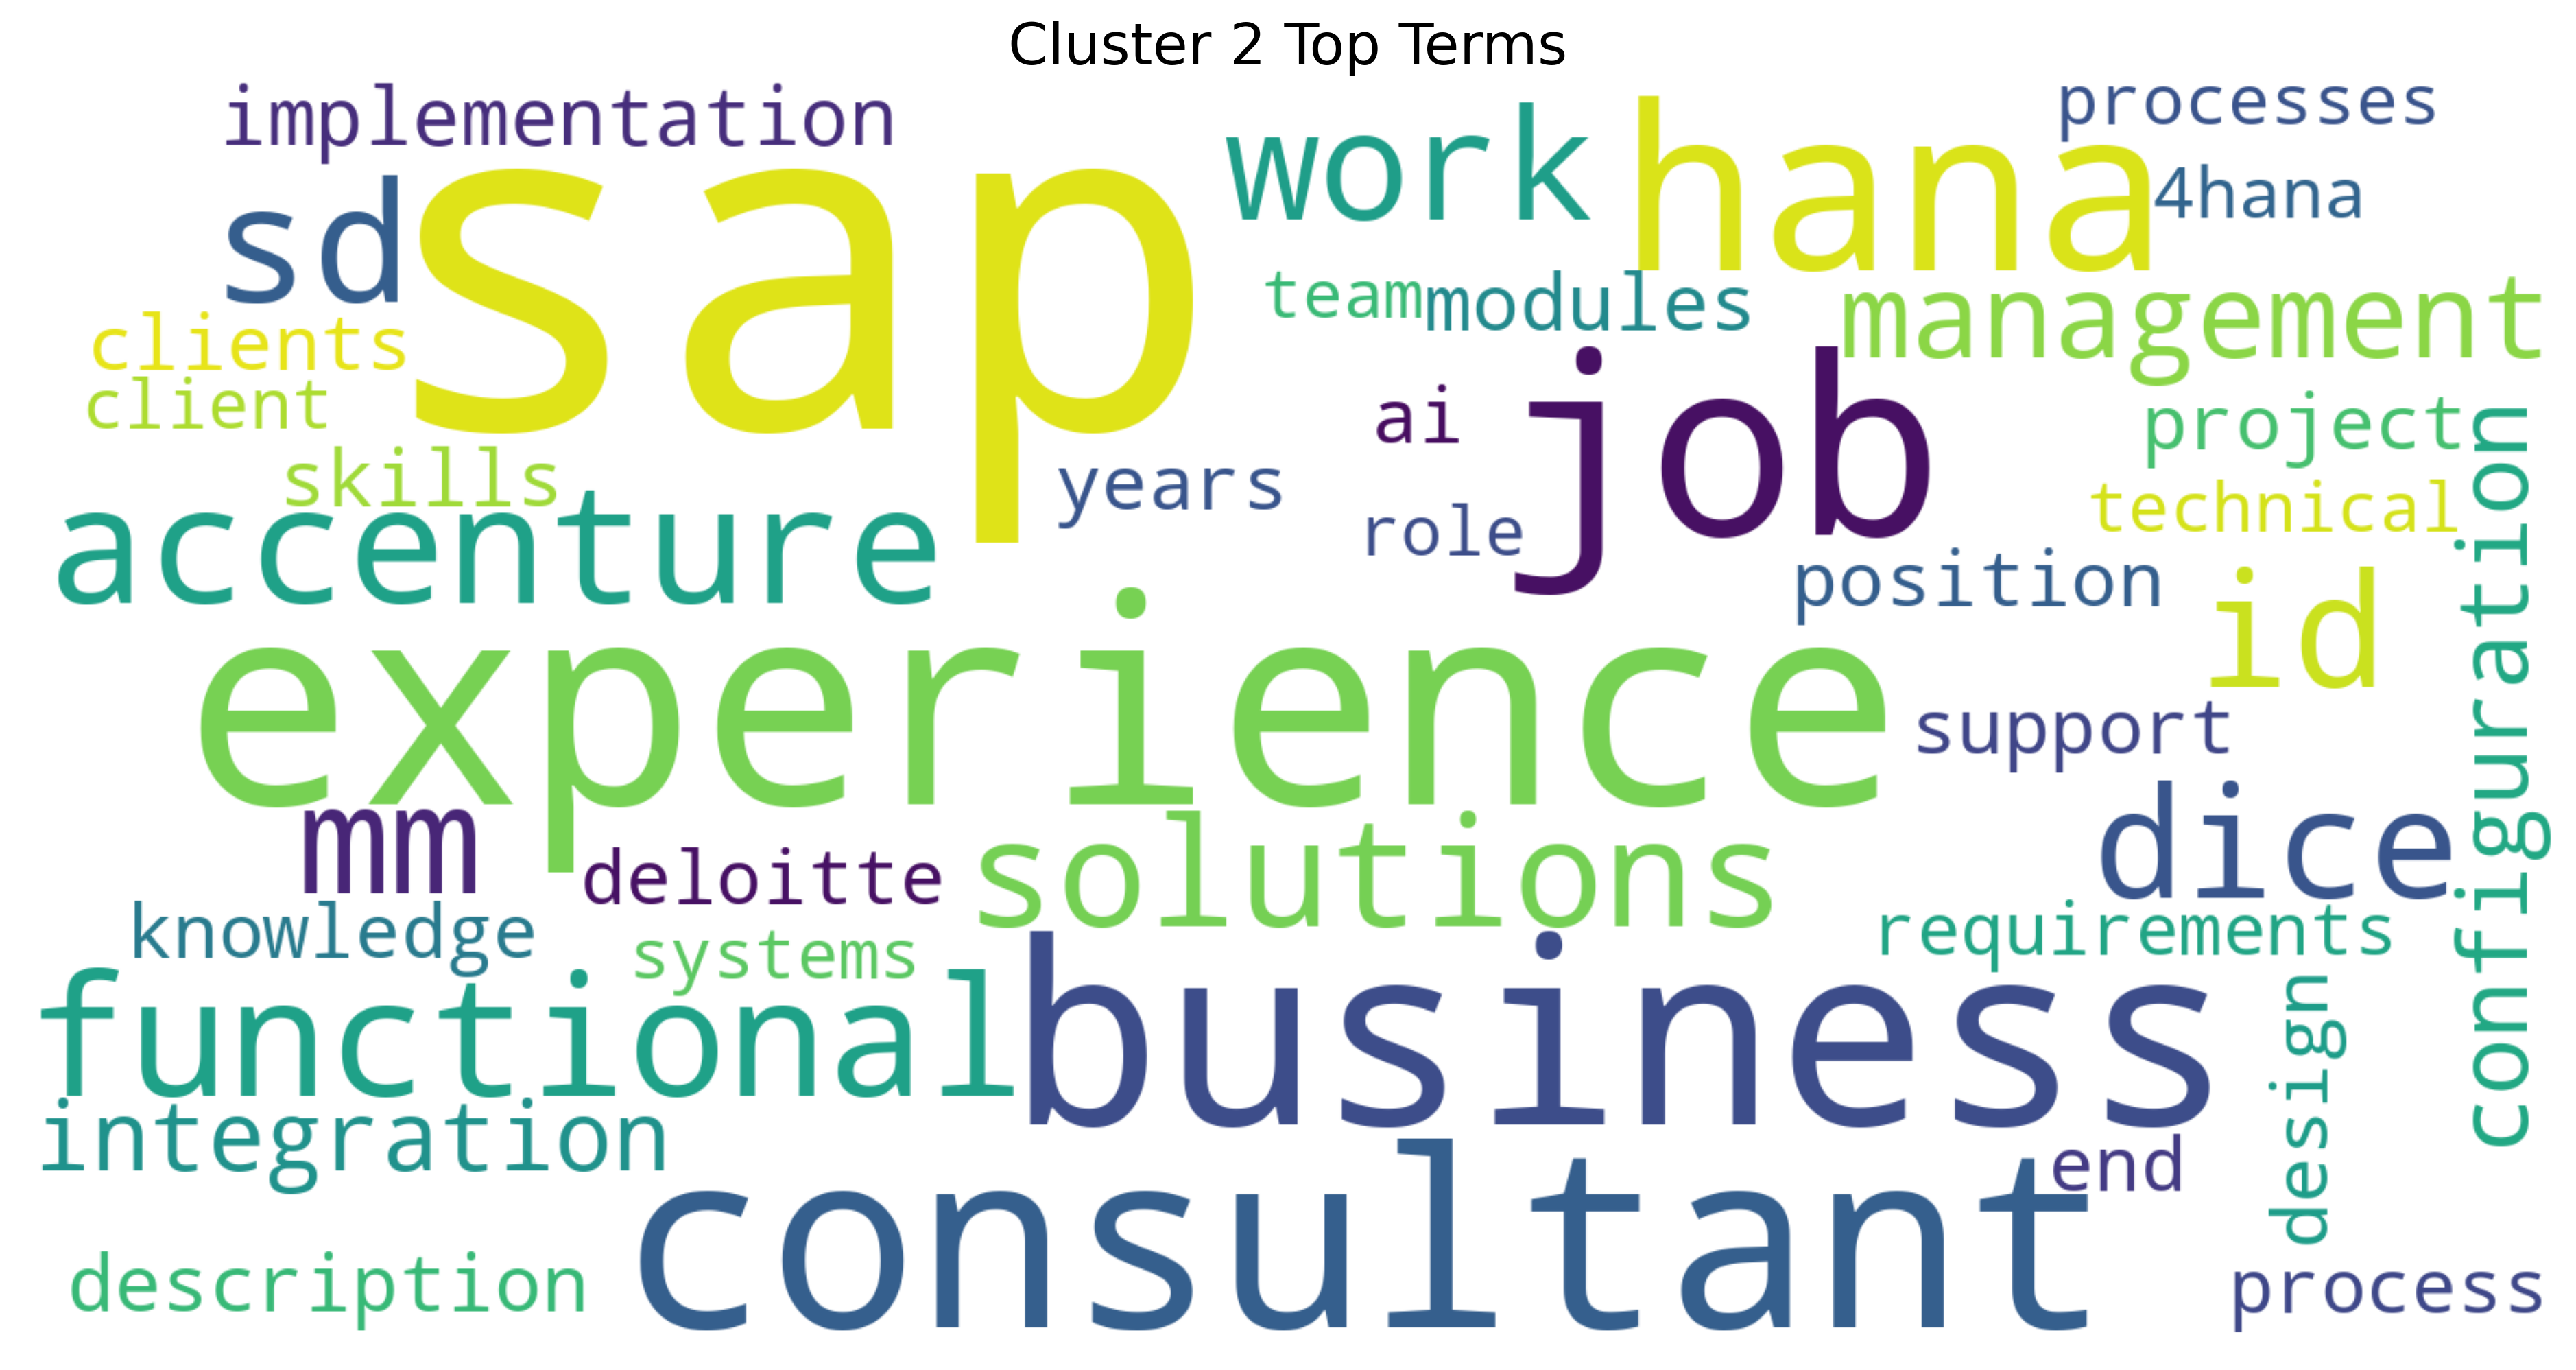 Cluster 2 Top Terms
implementation
processes
sap
work
hana
4hana
sd
team
modules
management
clients
client
job
ai
project
skills
years
technical
accenture
role
position
id
configuration
experience
support
mm
deloitte
solutions
dice
knowledge
systems
requirements
functional
business
design
integration
end
consultant
description
process